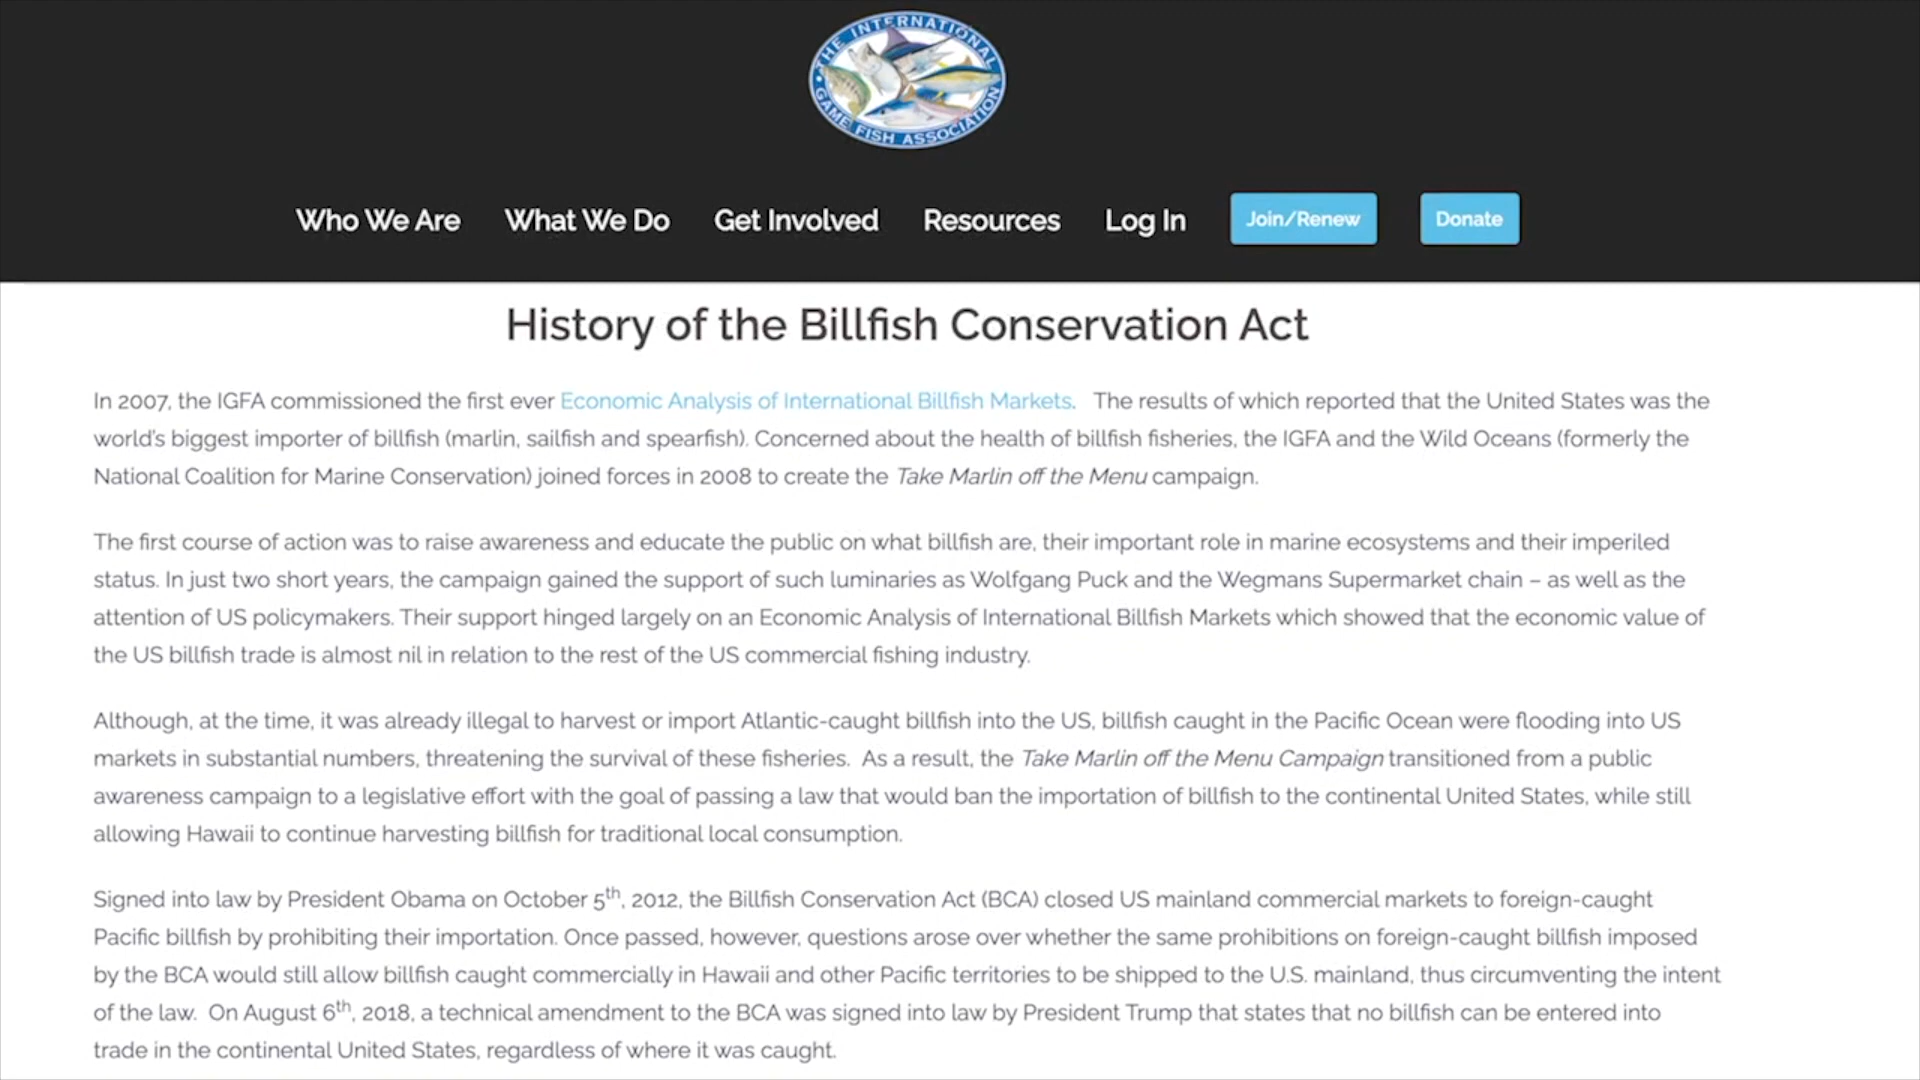 THE INTERNATIONAL
GAME FISH ASSOCIATION
Who We Are What We Do Get Involved Resources Log In Join/Renew Donate
History of the Billfish Conservation Act
In 2007, the IGFA commissioned the first ever Economic Analysis of International Billfish Markets. The results of which reported that the United States was the
world's biggest importer of billfish (marlin, sailfish and spearfish). Concerned about the health of billfish fisheries, the IGFA and the Wild Oceans (formerly the
National Coalition for Marine Conservation) joined forces in 2008 to create the Take Marlin off the Menu campaign.
The first course of action was to raise awareness and educate the public on what billfish are, their important role in marine ecosystems and their imperiled
status. In just two short years, the campaign gained the support of such luminaries as Wolfgang Puck and the Wegmans Supermarket chain – as well as the
attention of US policymakers. Their support hinged largely on an Economic Analysis of International Billfish Markets which showed that the economic value of
the US billfish trade is almost nil in relation to the rest of the US commercial fishing industry.
Although, at the time, it was already illegal to harvest or import Atlantic-caught billfish into the US, billfish caught in the Pacific Ocean were flooding into US
markets in substantial numbers, threatening the survival of these fisheries. As a result, the Take Marlin off the Menu Campaign transitioned from a public
awareness campaign to a legislative effort with the goal of passing a law that would ban the importation of billfish to the continental United States, while still
allowing Hawaii to continue harvesting billfish for traditional local consumption.
Signed into law by President Obama on October 5th, 2012, the Billfish Conservation Act (BCA) closed US mainland commercial markets to foreign-caught
Pacific billfish by prohibiting their importation. Once passed, however, questions arose over whether the same prohibitions on foreign-caught billfish imposed
by the BCA would still allow billfish caught commercially in Hawaii and other Pacific territories to be shipped to the U.S. mainland, thus circumventing the intent
of the law. On August 6th, 2018, a technical amendment to the BCA was signed into law by President Trump that states that no billfish can be entered into
trade in the continental United States, regardless of where it was caught.